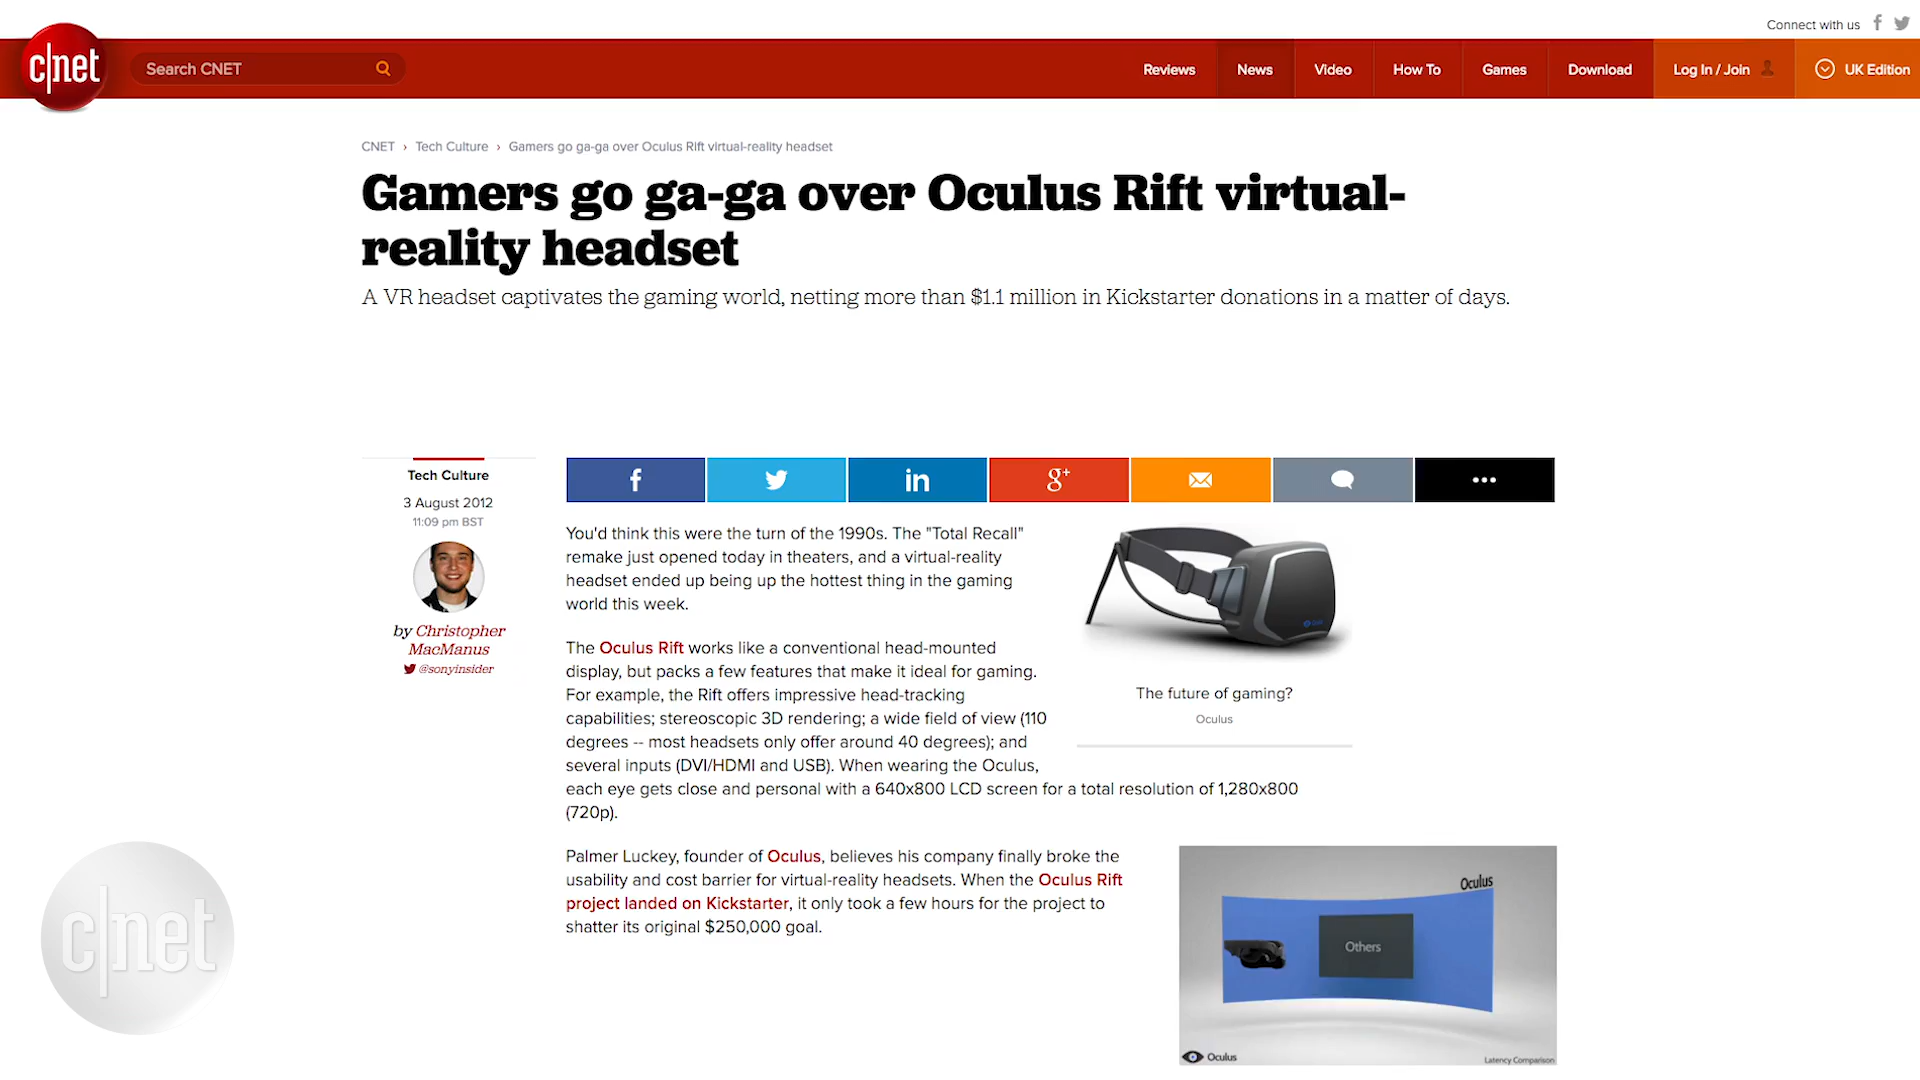 Connect with us
c|net
Search CNET
Reviews
News
Video
How To
Games
Download
Log In / Join
UK Edition
CNET › Tech Culture › Gamers go ga-ga over Oculus Rift virtual-reality headset
Gamers go ga-ga over Oculus Rift virtual-
reality headset
A VR headset captivates the gaming world, netting more than $1.1 million in Kickstarter donations in a matter of days.
Tech Culture
3 August 2012
11:09 pm BST
by Christopher
MacManus
@sonyinsider
f
in
g+
You'd think this were the turn of the 1990s. The "Total Recall"
remake just opened today in theaters, and a virtual-reality
headset ended up being up the hottest thing in the gaming
world this week.
The Oculus Rift works like a conventional head-mounted
display, but packs a few features that make it ideal for gaming.
For example, the Rift offers impressive head-tracking
capabilities; stereoscopic 3D rendering; a wide field of view (110
degrees -- most headsets only offer around 40 degrees); and
several inputs (DVI/HDMI and USB). When wearing the Oculus,
each eye gets close and personal with a 640x800 LCD screen for a total resolution of 1,280x800
(720p).
The future of gaming?
Oculus
Palmer Luckey, founder of Oculus, believes his company finally broke the
usability and cost barrier for virtual-reality headsets. When the Oculus Rift
project landed on Kickstarter, it only took a few hours for the project to
shatter its original $250,000 goal.
Oculus
Others
Oculus
Latency Comparison
c|net